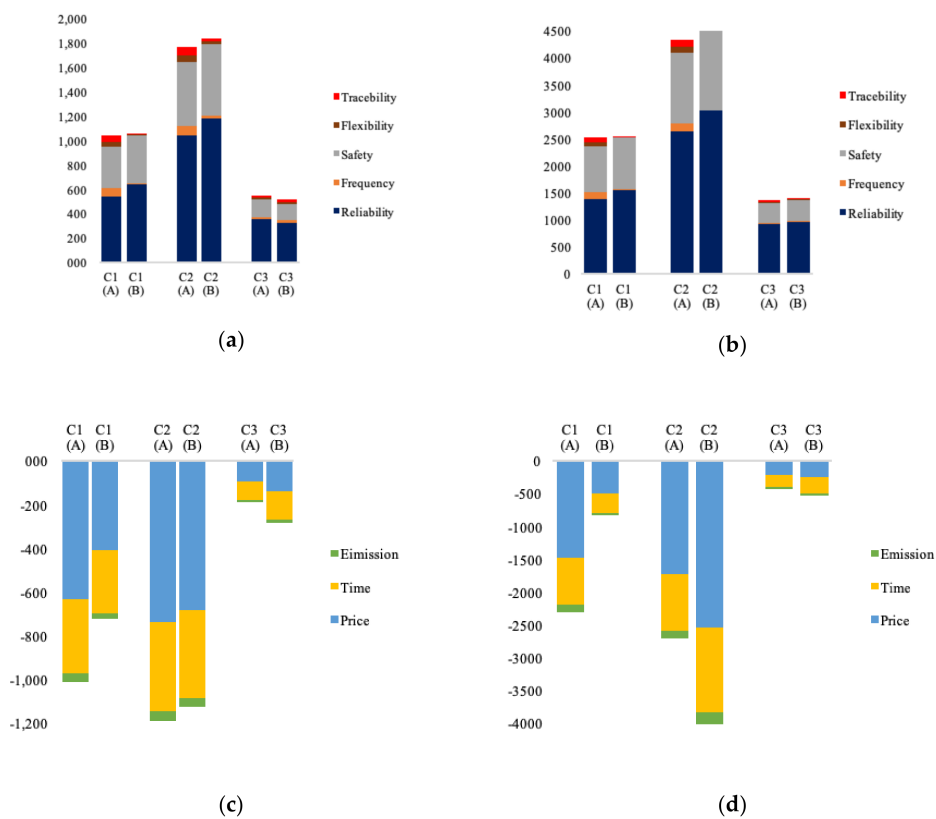 2,000
1,800
1,600
1,400
1,200
1,000
800
600
400
200
000
Tracebility
Flexibility
Safety
Frequency
Reliability
C1 C1 C2 C2 C3 C3
(A) (B) (A) (B) (A) (B)
(a)
4500
4000
3500
3000
2500
2000
1500
1000
500
0
Tracebility
Flexibility
Safety
Frequency
Reliability
C1 C1 C2 C2 C3 C3
(A) (B) (A) (B) (A) (B)
(b)
C1 C1 C2 C2 C3 C3
(A) (B) (A) (B) (A) (B)
000
-200
-400
-600
-800
-1,000
-1,200
Eimission
Time
Price
(c)
C1 C1 C2 C2 C3 C3
(A) (B) (A) (B) (A) (B)
0
-500
-1000
-1500
-2000
-2500
-3000
-3500
-4000
Emission
Time
Price
(d)